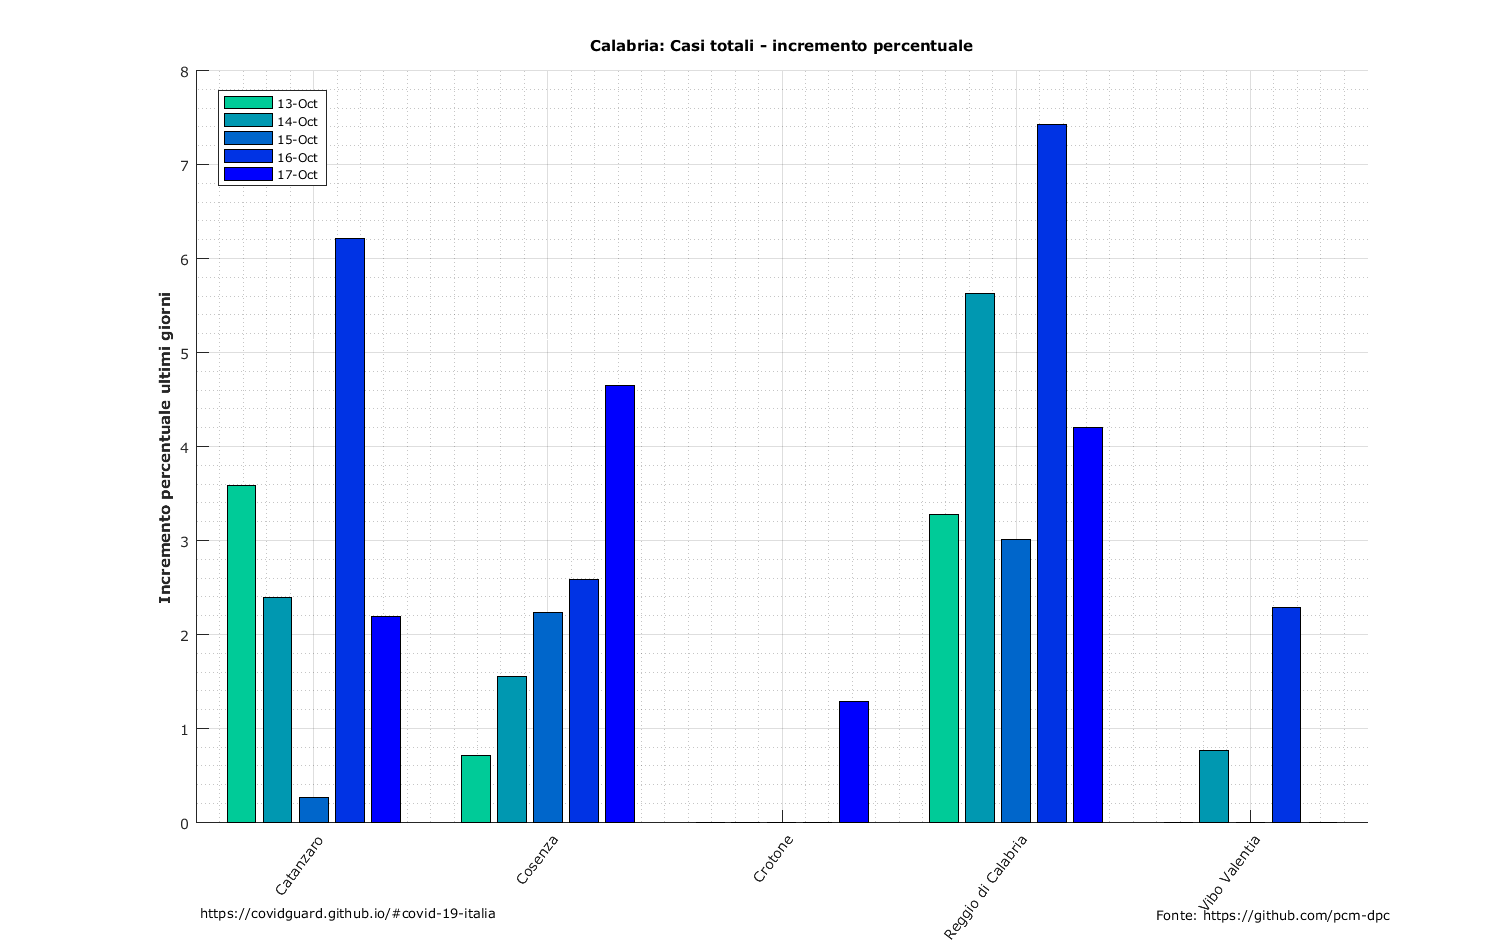 Calabria: Casi totali - incremento percentuale
8
7
6
5
4
3
2
1
0
Incremento percentuale ultimi giorni
13-Oct
14-Oct
15-Oct
16-Oct
17-Oct
Catanzaro
Cosenza
Crotone
Reggio di Calabria
Vibo Valentia
https://covidguard.github.io/#covid-19-italia
Fonte: https://github.com/pcm-dpc